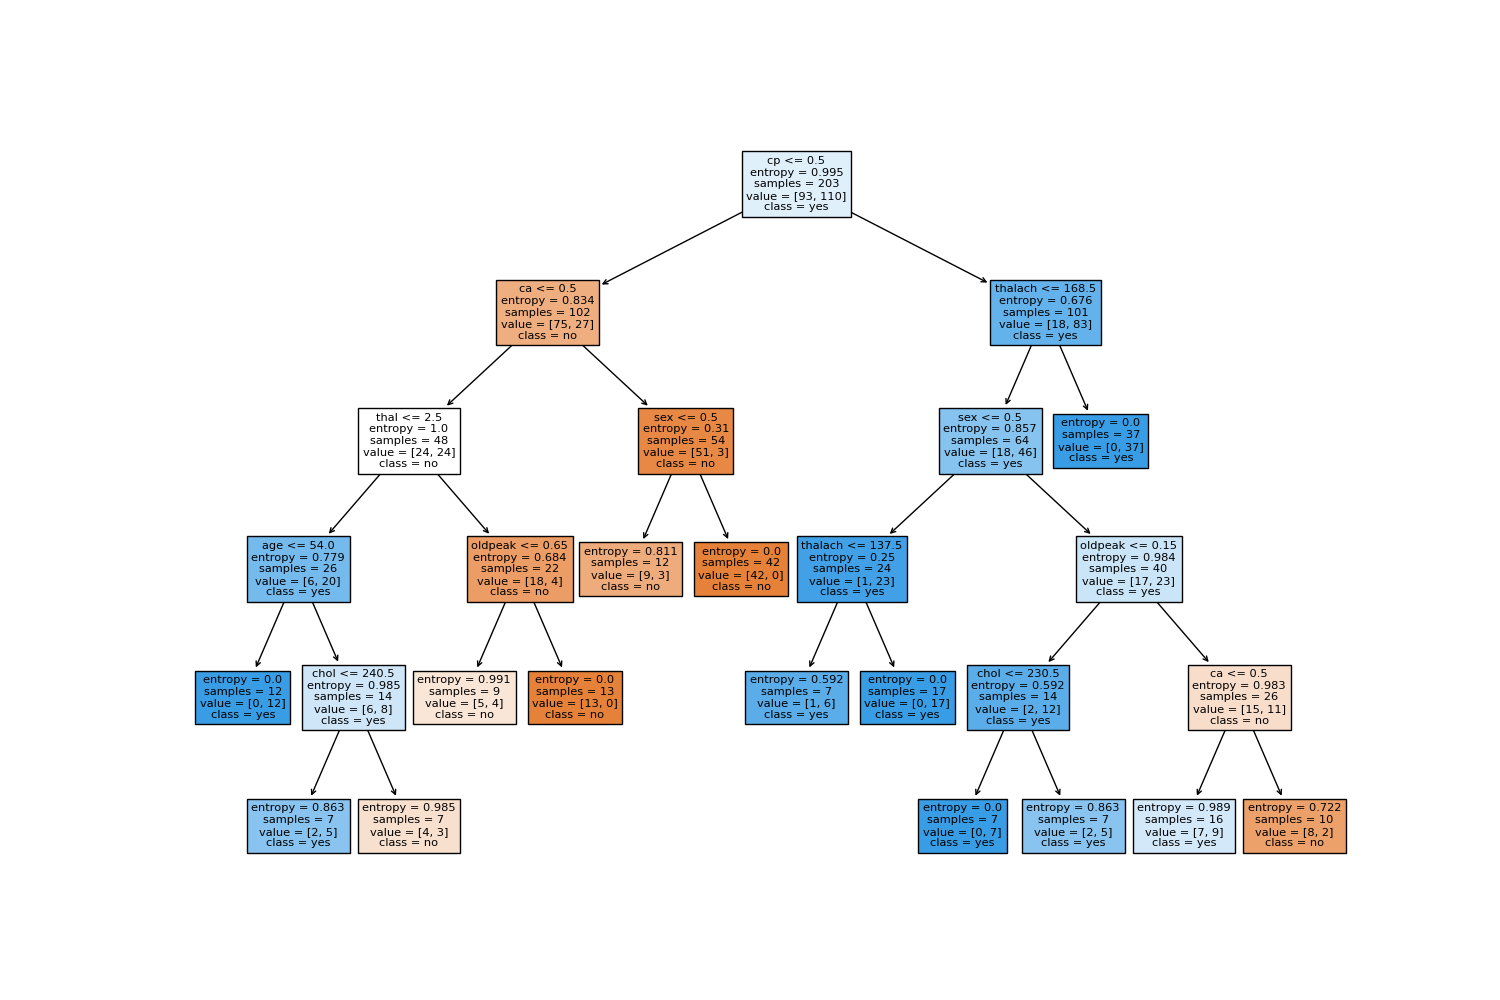 cp <= 0.5
entropy = 0.995
samples = 203
value = [93, 110]
class = yes
ca <= 0.5
entropy = 0.834
samples = 102
value = [75, 27]
class = no
thalach <= 168.5
entropy = 0.676
samples = 101
value = [18, 83]
class = yes
thal <= 2.5
entropy = 1.0
samples = 48
value = [24, 24]
class = no
sex <= 0.5
entropy = 0.31
samples = 54
value = [51, 3]
class = no
sex <= 0.5
entropy = 0.857
samples = 64
value = [18, 46]
class = yes
entropy = 0.0
samples = 37
value = [0, 37]
class = yes
age <= 54.0
entropy = 0.779
samples = 26
value = [6, 20]
class = yes
oldpeak <= 0.65
entropy = 0.684
samples = 22
value = [18, 4]
class = no
entropy = 0.811
samples = 12
value = [9, 3]
class = no
entropy = 0.0
samples = 42
value = [42, 0]
class = no
thalach <= 137.5
entropy = 0.25
samples = 24
value = [1, 23]
class = yes
oldpeak <= 0.15
entropy = 0.984
samples = 40
value = [17, 23]
class = yes
entropy = 0.0
samples = 12
value = [0, 12]
class = yes
chol <= 240.5
entropy = 0.985
samples = 14
value = [6, 8]
class = yes
entropy = 0.991
samples = 9
value = [5, 4]
class = no
entropy = 0.0
samples = 13
value = [13, 0]
class = no
entropy = 0.592
samples = 7
value = [1, 6]
class = yes
entropy = 0.0
samples = 17
value = [0, 17]
class = yes
chol <= 230.5
entropy = 0.592
samples = 14
value = [2, 12]
class = yes
ca <= 0.5
entropy = 0.983
samples = 26
value = [15, 11]
class = no
entropy = 0.863
samples = 7
value = [2, 5]
class = yes
entropy = 0.985
samples = 7
value = [4, 3]
class = no
entropy = 0.0
samples = 7
value = [0, 7]
class = yes
entropy = 0.863
samples = 7
value = [2, 5]
class = yes
entropy = 0.989
samples = 16
value = [7, 9]
class = yes
entropy = 0.722
samples = 10
value = [8, 2]
class = no